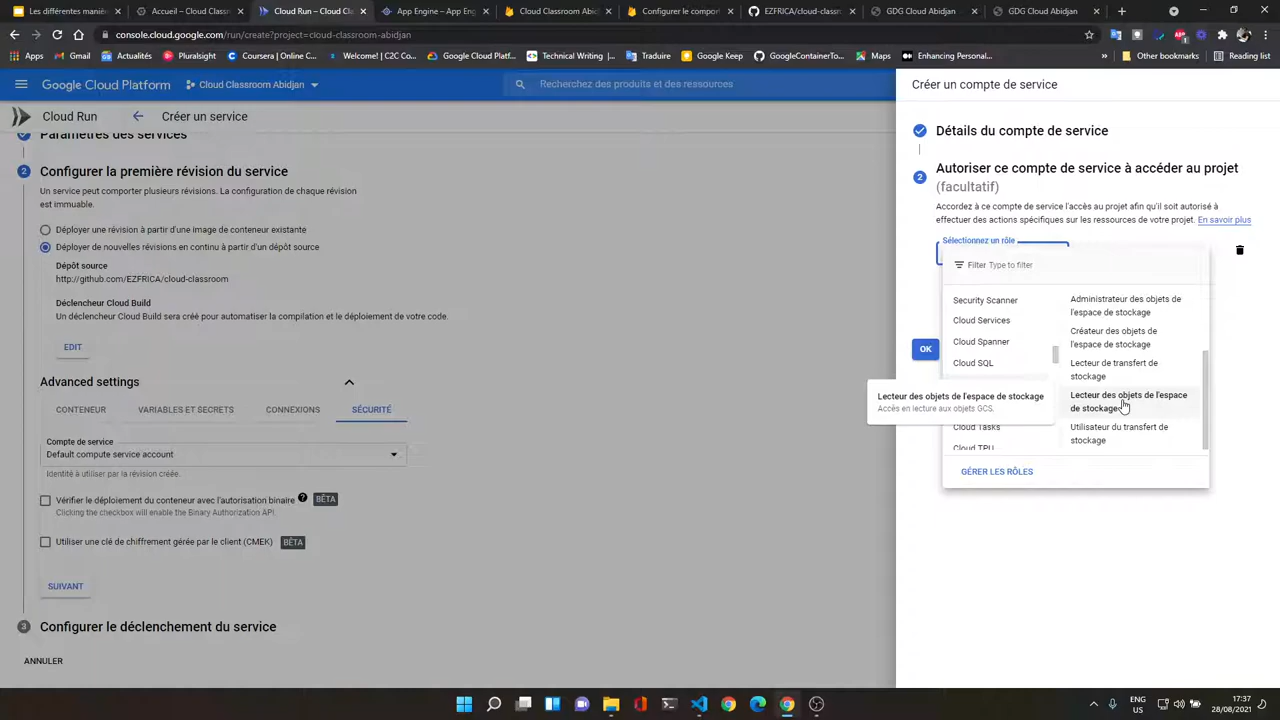 Les différentes manièr
Accueil – Cloud Classro
Cloud Run – Cloud Cla
App Engine – App Eng
Cloud Classroom Abi
Configurer le comport
EZFRICA/cloud-classr
GDG Cloud Abidjan
GDG Cloud Abidjan
console.cloud.google.com/run/create?project=cloud-classroom-abidjan
Apps
Gmail
Actualités
Pluralsight
Coursera | Online C...
Welcome! | C2C Co...
Google Cloud Plat...
Technical Writing |...
Traduire
Google Keep
GoogleContainerTo...
Maps
Enhancing Personal...
»
Other bookmarks
Reading list
Google Cloud Platform
Cloud Classroom Abidjan
Recherchez des produits et des ressources
Cloud Run
Créer un service
Paramètres des services
2
Configurer la première révision du service
Un service peut comporter plusieurs révisions. La configuration de chaque révision
est immuable.
Déployer une révision à partir d'une image de conteneur existante
Déployer de nouvelles révisions en continu à partir d'un dépôt source
Dépôt source
http://github.com/EZFRICA/cloud-classroom
Déclencheur Cloud Build
Un déclencheur Cloud Build sera créé pour automatiser la compilation et le déploiement de votre code.
EDIT
Advanced settings
CONTENEUR
VARIABLES ET SECRETS
CONNEXIONS
SÉCURITÉ
Compte de service
Default compute service account
Identité à utiliser par la révision créée.
Vérifier le déploiement du conteneur avec l'autorisation binaire
BÊTA
Clicking the checkbox will enable the Binary Authorization API
Utiliser une clé de chiffrement gérée par le client (CMEK)
BÊTA
SUIVANT
3
Configurer le déclenchement du service
ANNULER
Créer un compte de service
Détails du compte de service
2
Autoriser ce compte de service à accéder au projet
(facultatif)
Accordez à ce compte de service l'accès au projet afin qu'il soit autorisé à
effectuer des actions spécifiques sur les ressources de votre projet. En savoir plus
Sélectionnez un rôle
Filter Type to filter
Security Scanner
Cloud Services
Cloud Spanner
Cloud SQL
Cloud Tasks
Cloud TPU
Administrateur des objets de
l'espace de stockage
Créateur des objets de
l'espace de stockage
Lecteur de transfert de
stockage
Lecteur des objets de l'espace
de stockage
Utilisateur du transfert de
stockage
GÉRER LES RÔLES
OK
Lecteur des objets de l'espace de stockage
Accès en lecture aux objets GCS.
ENG
US
17:37
28/08/2021